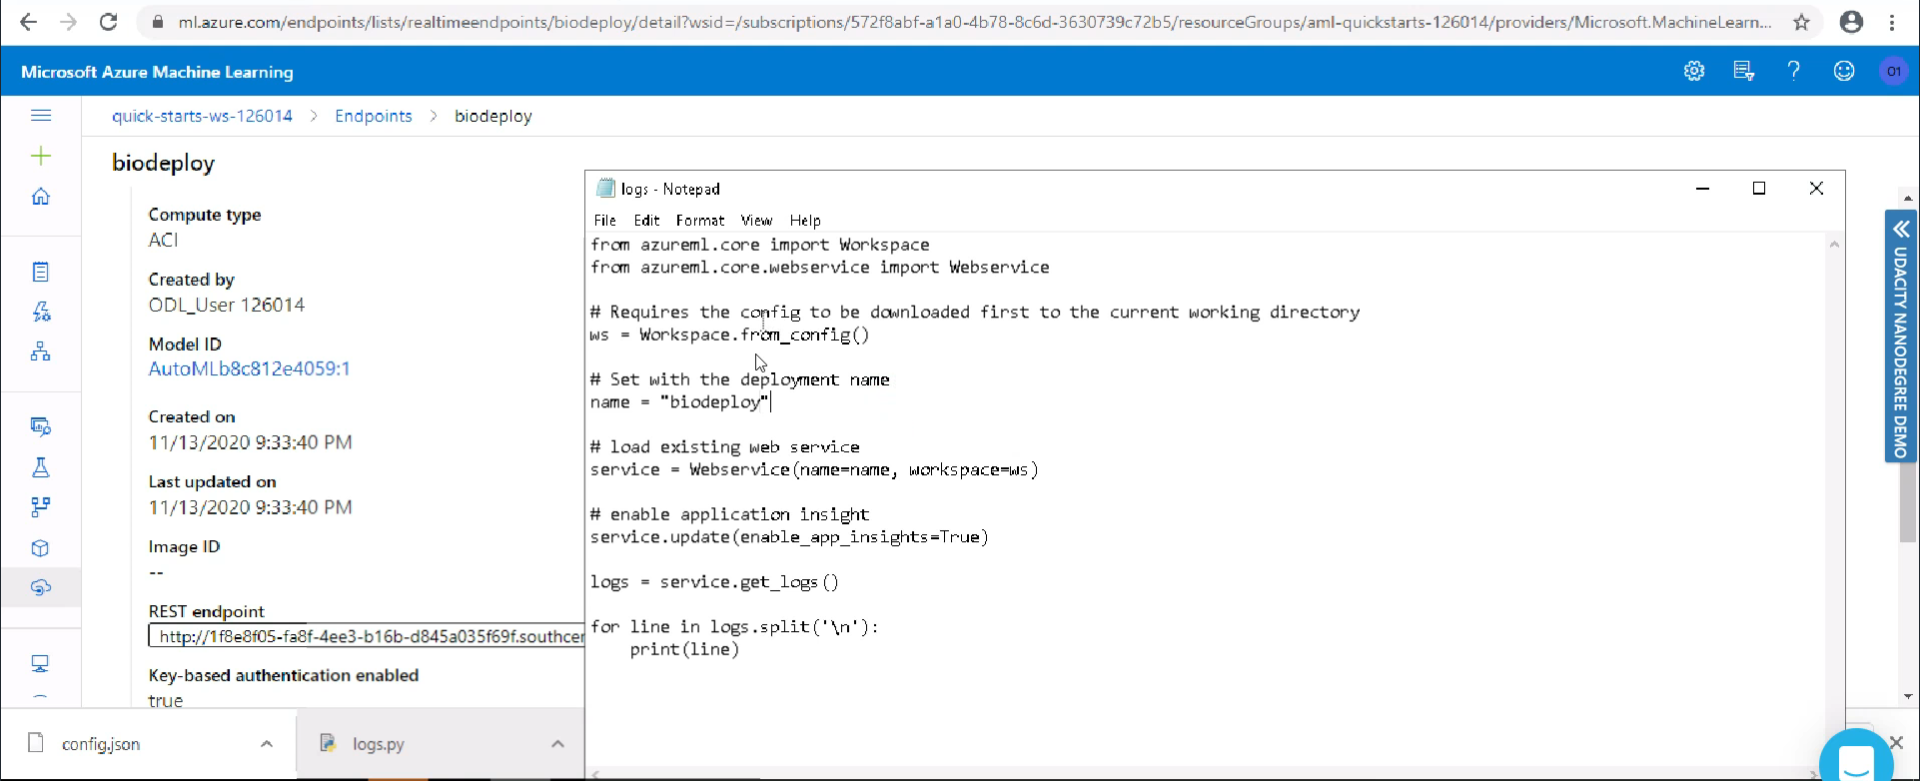 ml.azure.com/endpoints/lists/realtimeendpoints/biodeploy/detail?wsid=/subscriptions/572f8abf-a1a0-4b78-8c6d-3630739c72b5/resourceGroups/aml-quickstarts-126014/providers/Microsoft.MachineLearn...
Microsoft Azure Machine Learning
01
quick-starts-ws-126014 > Endpoints > biodeploy
biodeploy
Compute type
ACI
Created by
ODL_User 126014
Model ID
AutoMLb8c812e4059:1
Created on
11/13/2020 9:33:40 PM
Last updated on
11/13/2020 9:33:40 PM
Image ID
--
REST endpoint
http://1f8e8f05-fa8f-4ee3-b16b-d845a035f69f.southcen
Key-based authentication enabled
true
logs - Notepad
File Edit Format View Help
from azureml.core import Workspace
from azureml.core.webservice import Webservice
# Requires the config to be downloaded first to the current working directory
ws = Workspace.from_config()
# Set with the deployment name
name = "biodeploy"
# load existing web service
service = Webservice(name=name, workspace=ws)
# enable application insight
service.update(enable_app_insights=True)
logs = service.get_logs()
for line in logs.split('\n'):
    print(line)
UDACITY NANODEGREE DEMO
config.json
logs.py